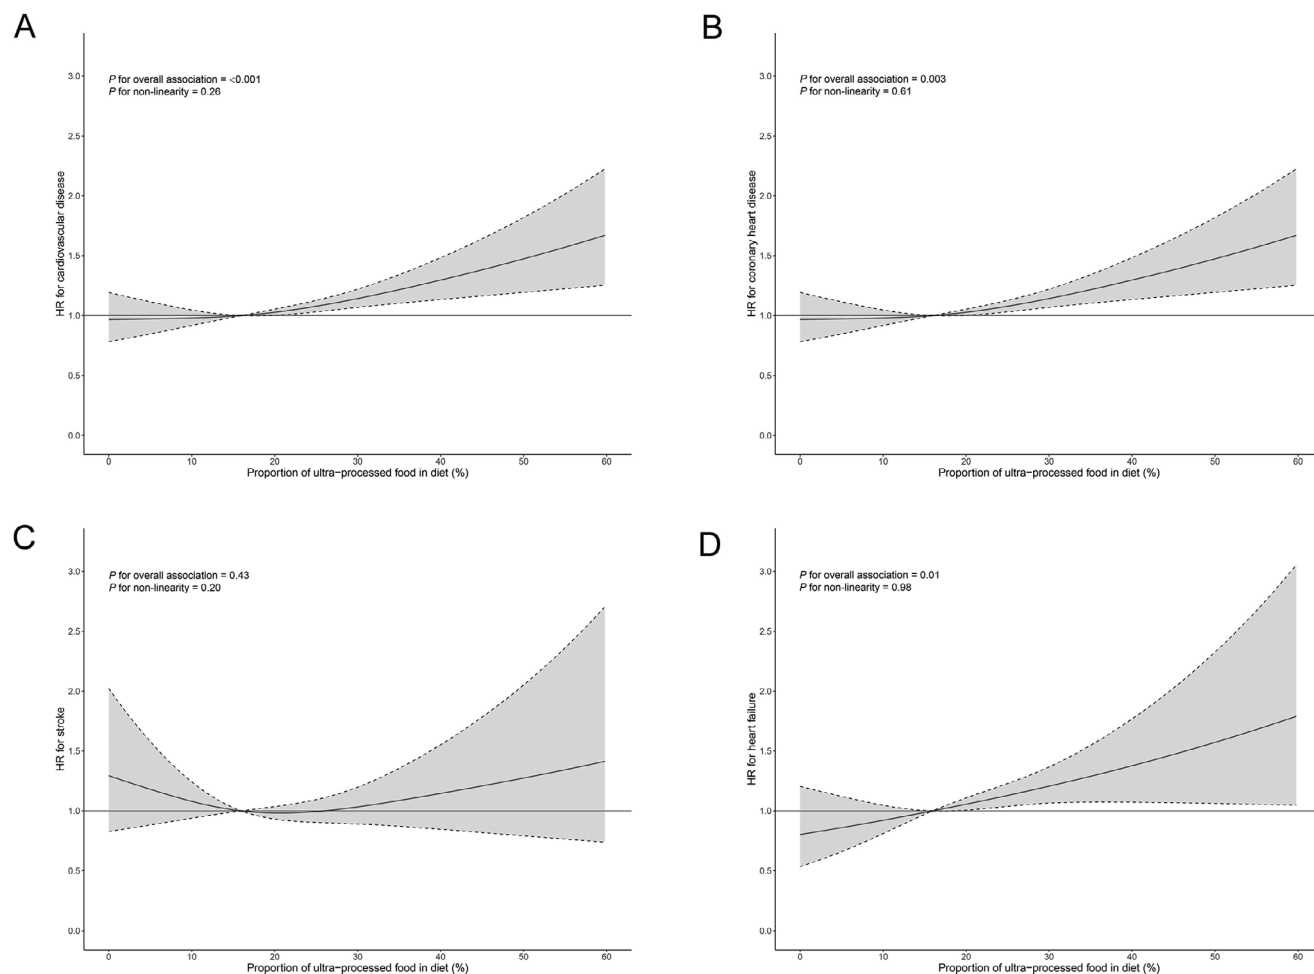 A
P for overall association = <0.001
P for non-linearity = 0.26
3.0
2.5
2.0
1.5
1.0
0.5
0.0
HR for cardiovascular disease
0 10 20 30 40 50 60
Proportion of ultra-processed food in diet (%)
B
P for overall association = 0.003
P for non-linearity = 0.61
3.0
2.5
2.0
1.5
1.0
0.5
0.0
HR for coronary heart disease
0 10 20 30 40 50 60
Proportion of ultra-processed food in diet (%)
C
P for overall association = 0.43
P for non-linearity = 0.20
3.0
2.5
2.0
1.5
1.0
0.5
0.0
HR for stroke
0 10 20 30 40 50 60
Proportion of ultra-processed food in diet (%)
D
P for overall association = 0.01
P for non-linearity = 0.98
3.0
2.5
2.0
1.5
1.0
0.5
0.0
HR for heart failure
0 10 20 30 40 50 60
Proportion of ultra-processed food in diet (%)